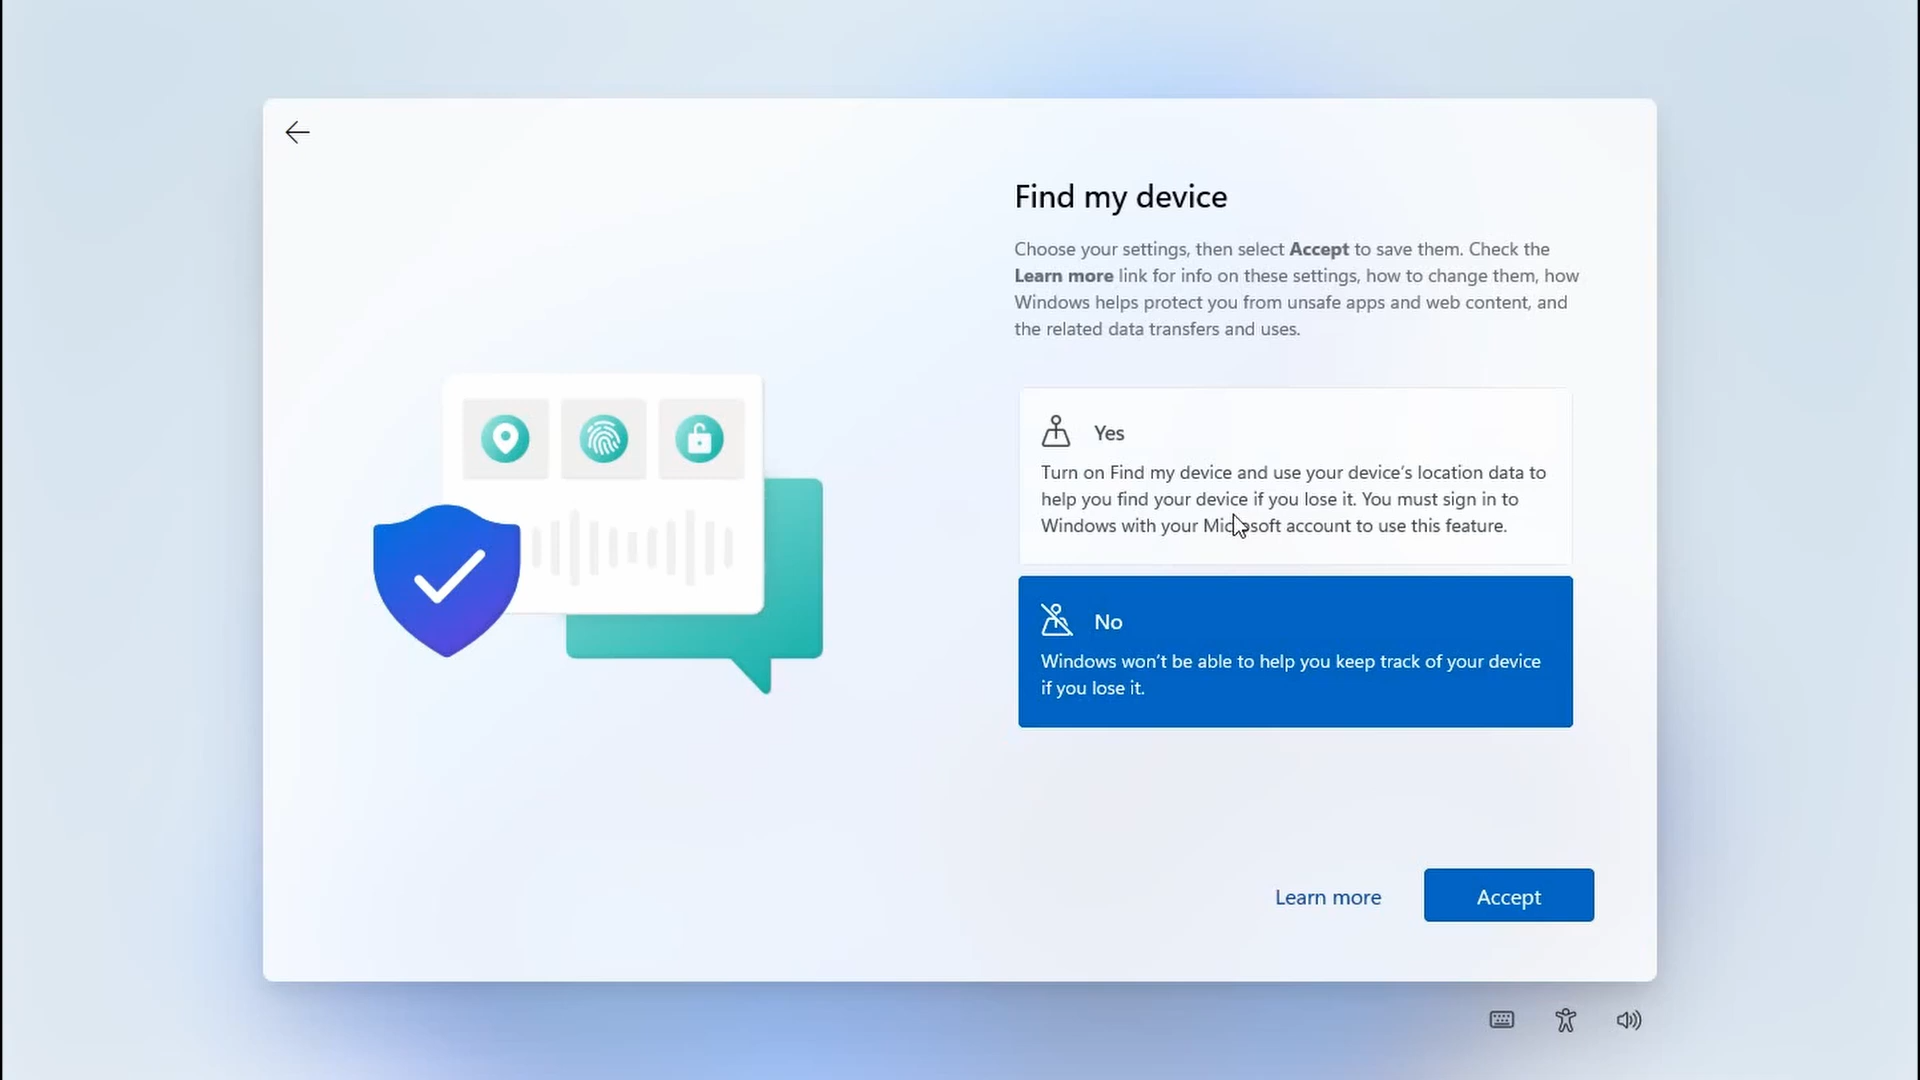 Find my device
Choose your settings, then select Accept to save them. Check the
Learn more link for info on these settings, how to change them, how
Windows helps protect you from unsafe apps and web content, and
the related data transfers and uses.
Yes
Turn on Find my device and use your device’s location data to
help you find your device if you lose it. You must sign in to
Windows with your Microsoft account to use this feature.
No
Windows won’t be able to help you keep track of your device
if you lose it.
Learn more
Accept